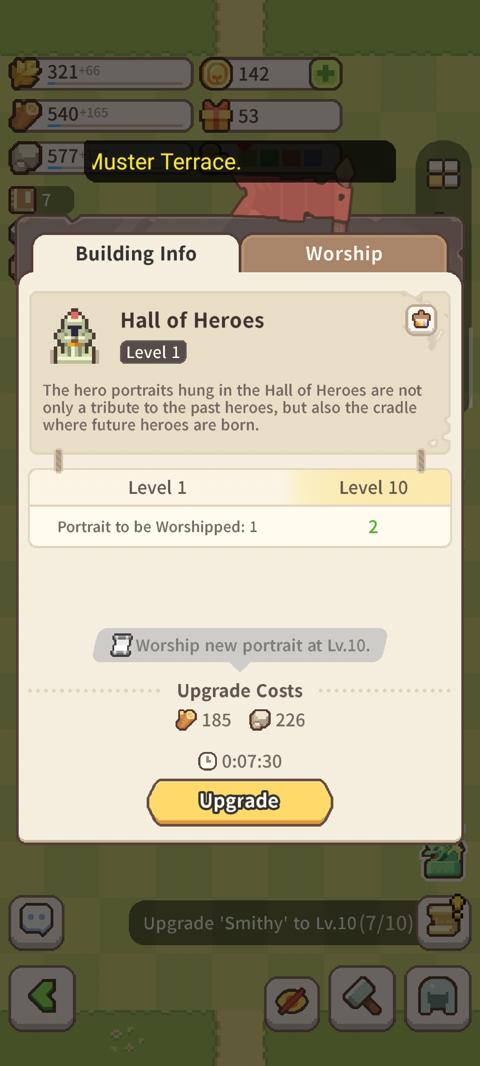 321+66
142
540+165
53
577+
Muster Terrace.
7
Building Info
Worship
Hall of Heroes
Level 1
The hero portraits hung in the Hall of Heroes are not
only a tribute to the past heroes, but also the cradle
where future heroes are born.
Level 1
Level 10
Portrait to be Worshipped: 1
2
Worship new portrait at Lv.10.
Upgrade Costs
185
226
0:07:30
Upgrade
Upgrade 'Smithy' to Lv.10(7/10)